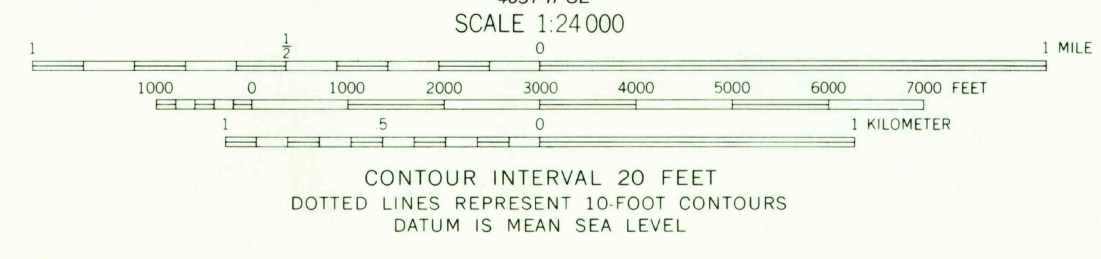 SCALE 1:24 000
1 1/2 0 1 MILE
1000 0 1000 2000 3000 4000 5000 6000 7000 FEET
1 .5 0 1 KILOMETER
CONTOUR INTERVAL 20 FEET
DOTTED LINES REPRESENT 10-FOOT CONTOURS
DATUM IS MEAN SEA LEVEL